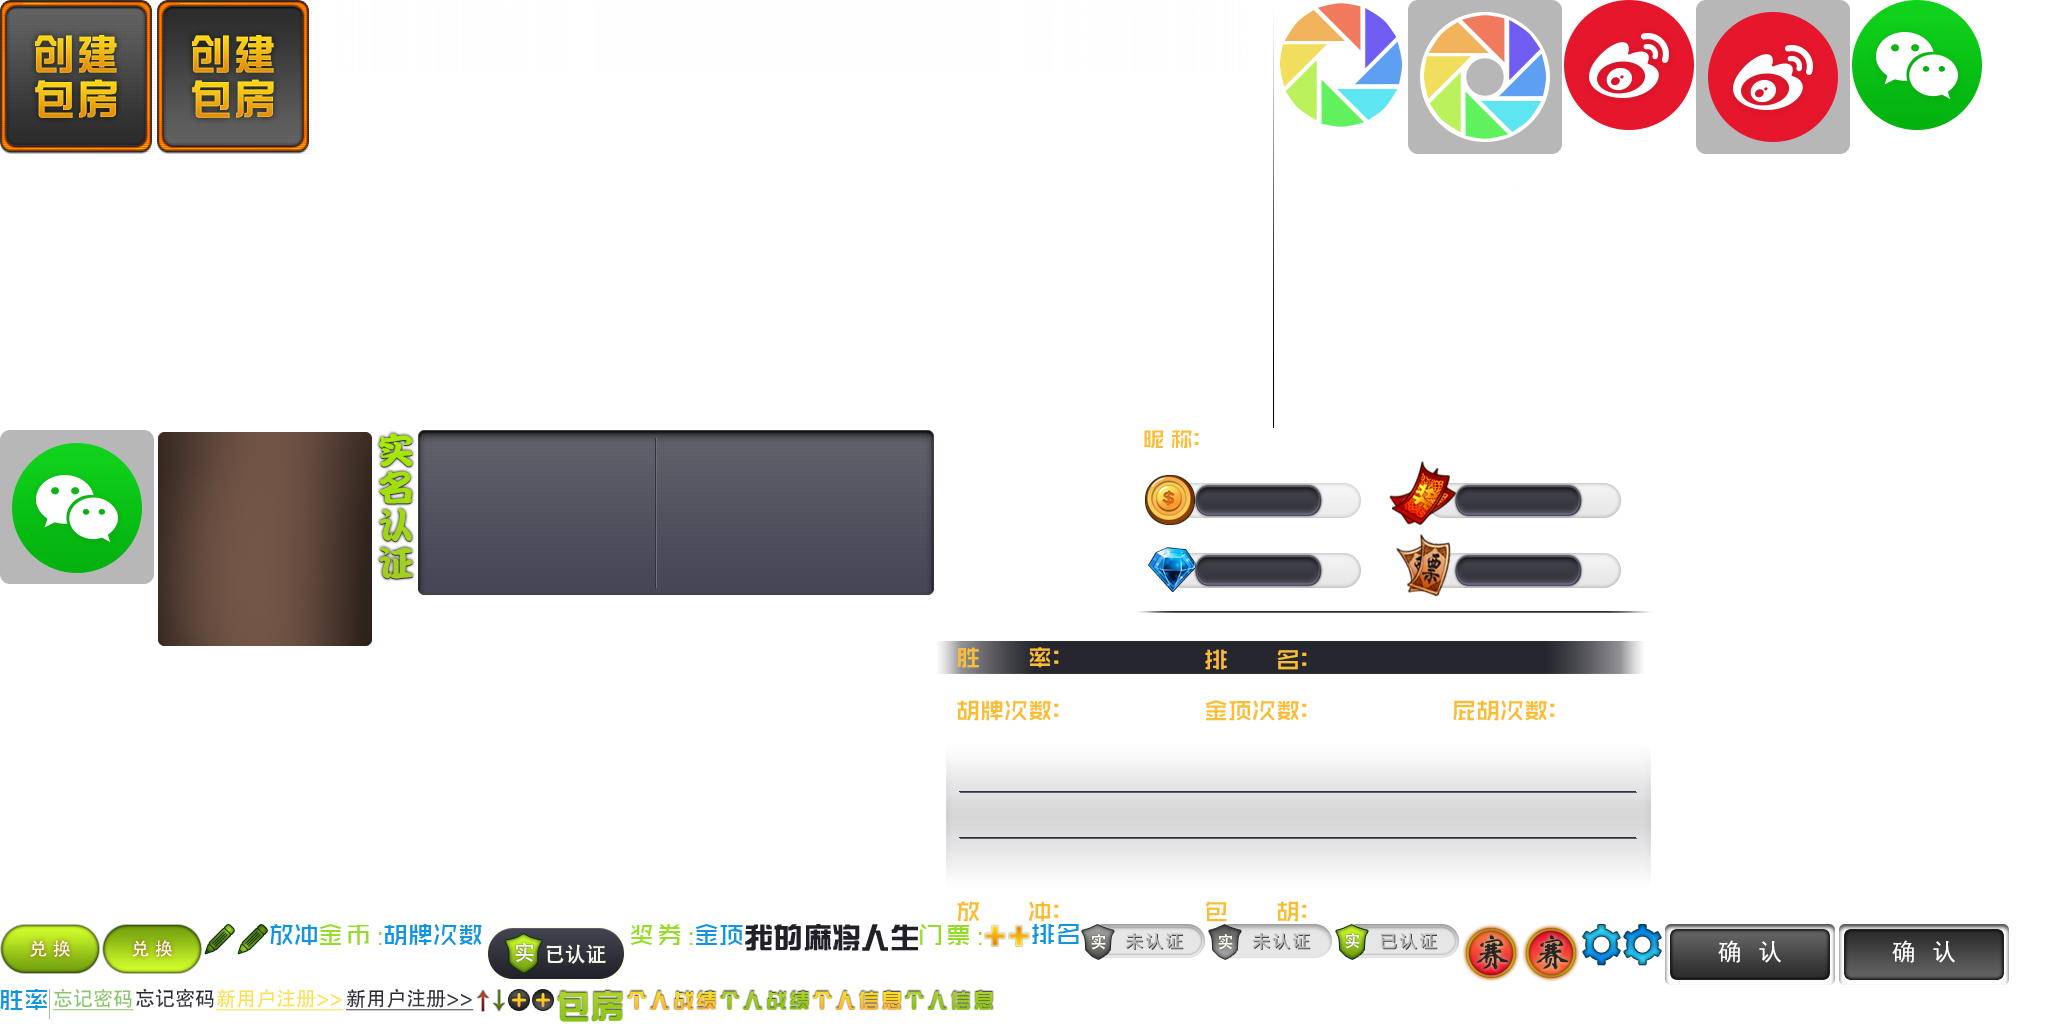 创建
包房
创建
包房
实名认证
昵 称:
票
胜 率:
排 名:
胡牌次数:
金顶次数:
屁胡次数:
放 冲:
包 胡:
兑 换
兑 换
放冲
金 币 :
胡牌次数
实 已认证
奖 券 :
金顶
我的麻将人生
门 票 :
排名
实 未认证
实 未认证
实 已认证
赛
赛
确 认
确 认
胜率
忘记密码
忘记密码
新用户注册>>
新用户注册>>
包房
个人战绩
个人战绩
个人信息
个人信息